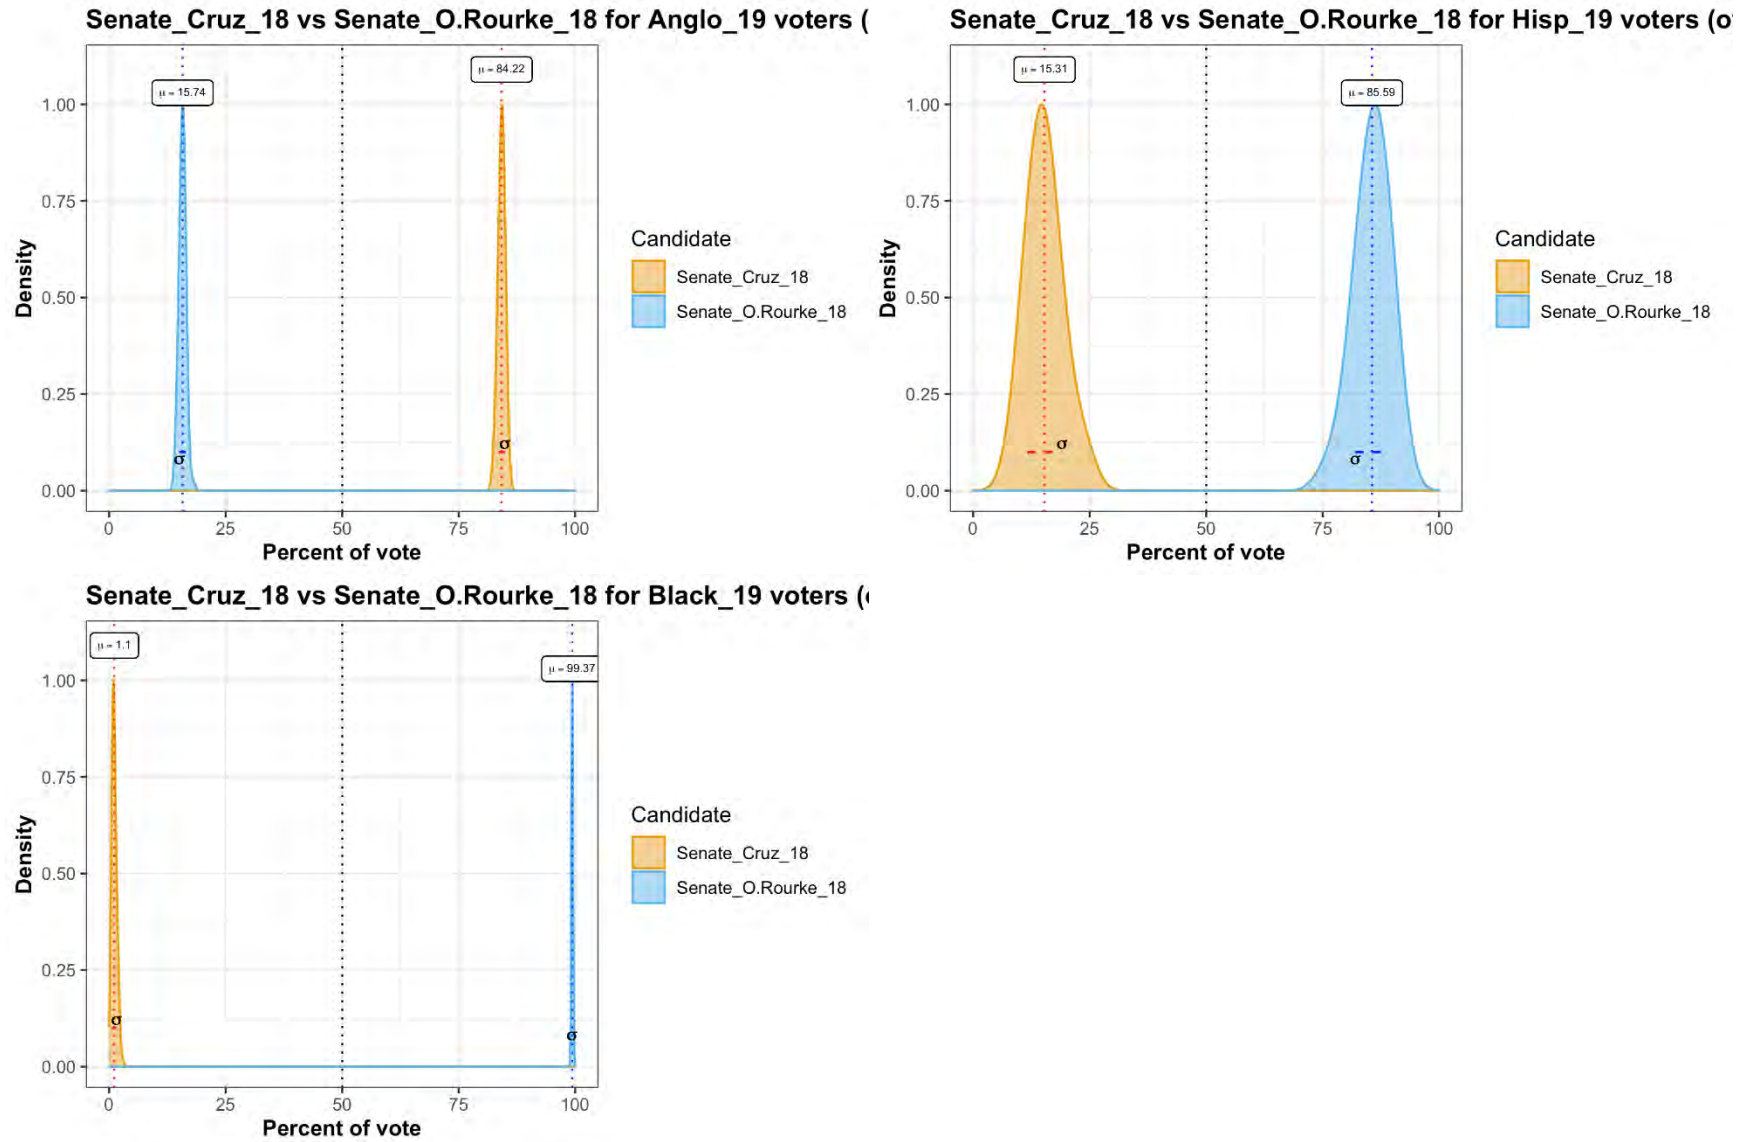 Senate_Cruz_18 vs Senate_O.Rourke_18 for Anglo_19 voters (
μ = 15.74
μ = 84.22
1.00
0.75
0.50
0.25
0.00
Density
σ
σ
0 25 50 75 100
Percent of vote
Candidate
Senate_Cruz_18
Senate_O.Rourke_18
Senate_Cruz_18 vs Senate_O.Rourke_18 for Hisp_19 voters (o
μ = 15.31
μ = 85.59
1.00
0.75
0.50
0.25
0.00
Density
σ
σ
0 25 50 75 100
Percent of vote
Candidate
Senate_Cruz_18
Senate_O.Rourke_18
Senate_Cruz_18 vs Senate_O.Rourke_18 for Black_19 voters (
μ = 1.1
μ = 99.37
1.00
0.75
0.50
0.25
0.00
Density
σ
σ
0 25 50 75 100
Percent of vote
Candidate
Senate_Cruz_18
Senate_O.Rourke_18